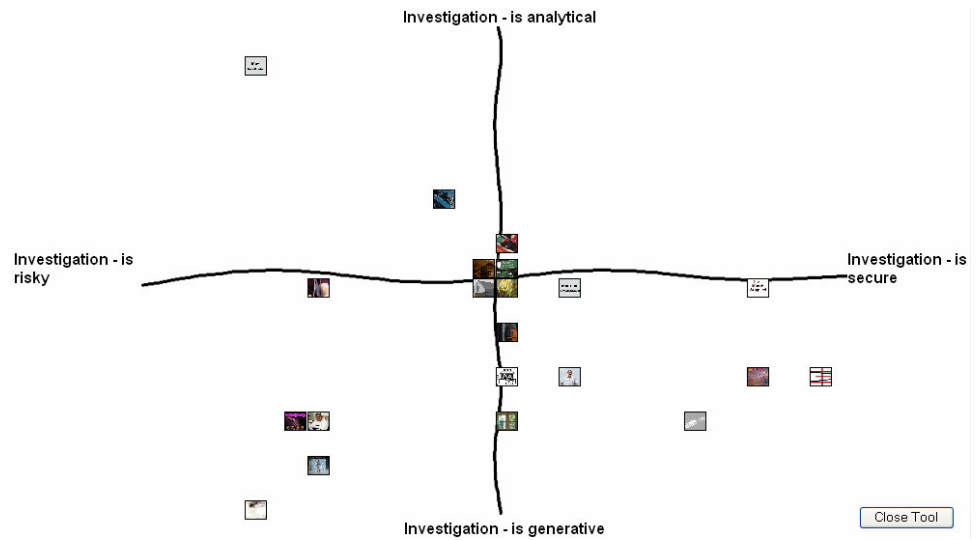 Investigation - is analytical
Investigation - is
risky
Investigation - is
secure
Investigation - is generative
Close Tool